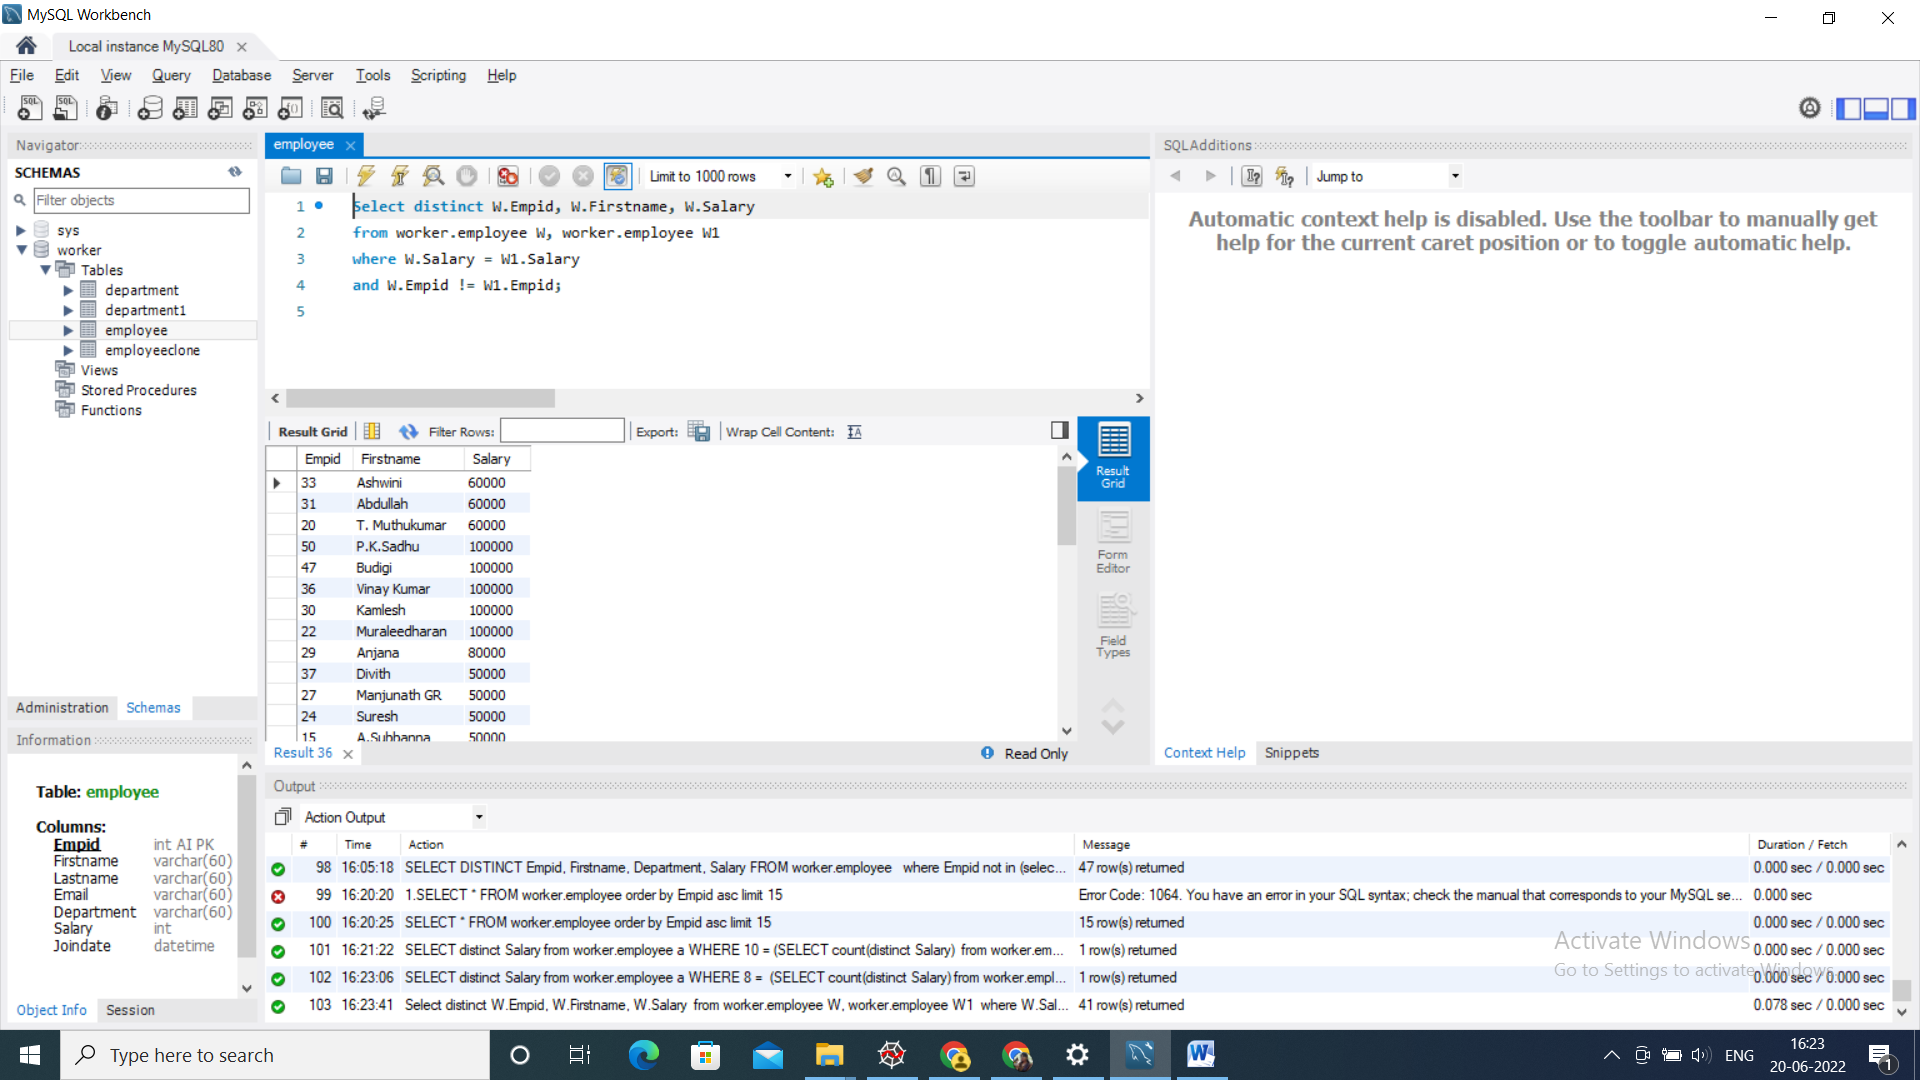 MySQL Workbench
Local instance MySQL80
File Edit View Query Database Server Tools Scripting Help
Navigator
SCHEMAS
Filter objects
sys
worker
Tables
department
department1
employee
employeeclone
Views
Stored Procedures
Functions
Administration Schemas
Information
Table: employee
Columns:
Empid int AI PK
Firstname varchar(60)
Lastname varchar(60)
Email varchar(60)
Department varchar(60)
Salary int
Joindate datetime
Object Info Session
employee
Limit to 1000 rows
1 Select distinct W.Empid, W.Firstname, W.Salary
2 from worker.employee W, worker.employee W1
3 where W.Salary = W1.Salary
4 and W.Empid != W1.Empid;
5
Result Grid Filter Rows: Export: Wrap Cell Content:
Empid Firstname Salary
33 Ashwini 60000
31 Abdullah 60000
20 T. Muthukumar 60000
50 P.K.Sadhu 100000
47 Budigi 100000
36 Vinay Kumar 100000
30 Kamlesh 100000
22 Muraleedharan 100000
29 Anjana 80000
37 Divith 50000
27 Manjunath GR 50000
24 Suresh 50000
15 A.Subbanna 50000
Result Grid
Form Editor
Field Types
Result 36 Read Only
SQLAdditions
Jump to
Automatic context help is disabled. Use the toolbar to manually get
help for the current caret position or to toggle automatic help.
Context Help Snippets
Output
Action Output
# Time Action Message Duration / Fetch
98 16:05:18 SELECT DISTINCT Empid, Firstname, Department, Salary FROM worker.employee where Empid not in (selec... 47 row(s) returned 0.000 sec / 0.000 sec
99 16:20:20 1.SELECT * FROM worker.employee order by Empid asc limit 15 Error Code: 1064. You have an error in your SQL syntax; check the manual that corresponds to your MySQL se... 0.000 sec
100 16:20:25 SELECT * FROM worker.employee order by Empid asc limit 15 15 row(s) returned 0.000 sec / 0.000 sec
101 16:21:22 SELECT distinct Salary from worker.employee a WHERE 10 = (SELECT count(distinct Salary) from worker.em... 1 row(s) returned 0.000 sec / 0.000 sec
102 16:23:06 SELECT distinct Salary from worker.employee a WHERE 8 = (SELECT count(distinct Salary) from worker.empl... 1 row(s) returned 0.000 sec / 0.000 sec
103 16:23:41 Select distinct W.Empid, W.Firstname, W.Salary from worker.employee W, worker.employee W1 where W.Sal... 41 row(s) returned 0.078 sec / 0.000 sec
Activate Windows
Go to Settings to activate Windows.
Type here to search
ENG
16:23
20-06-2022
1